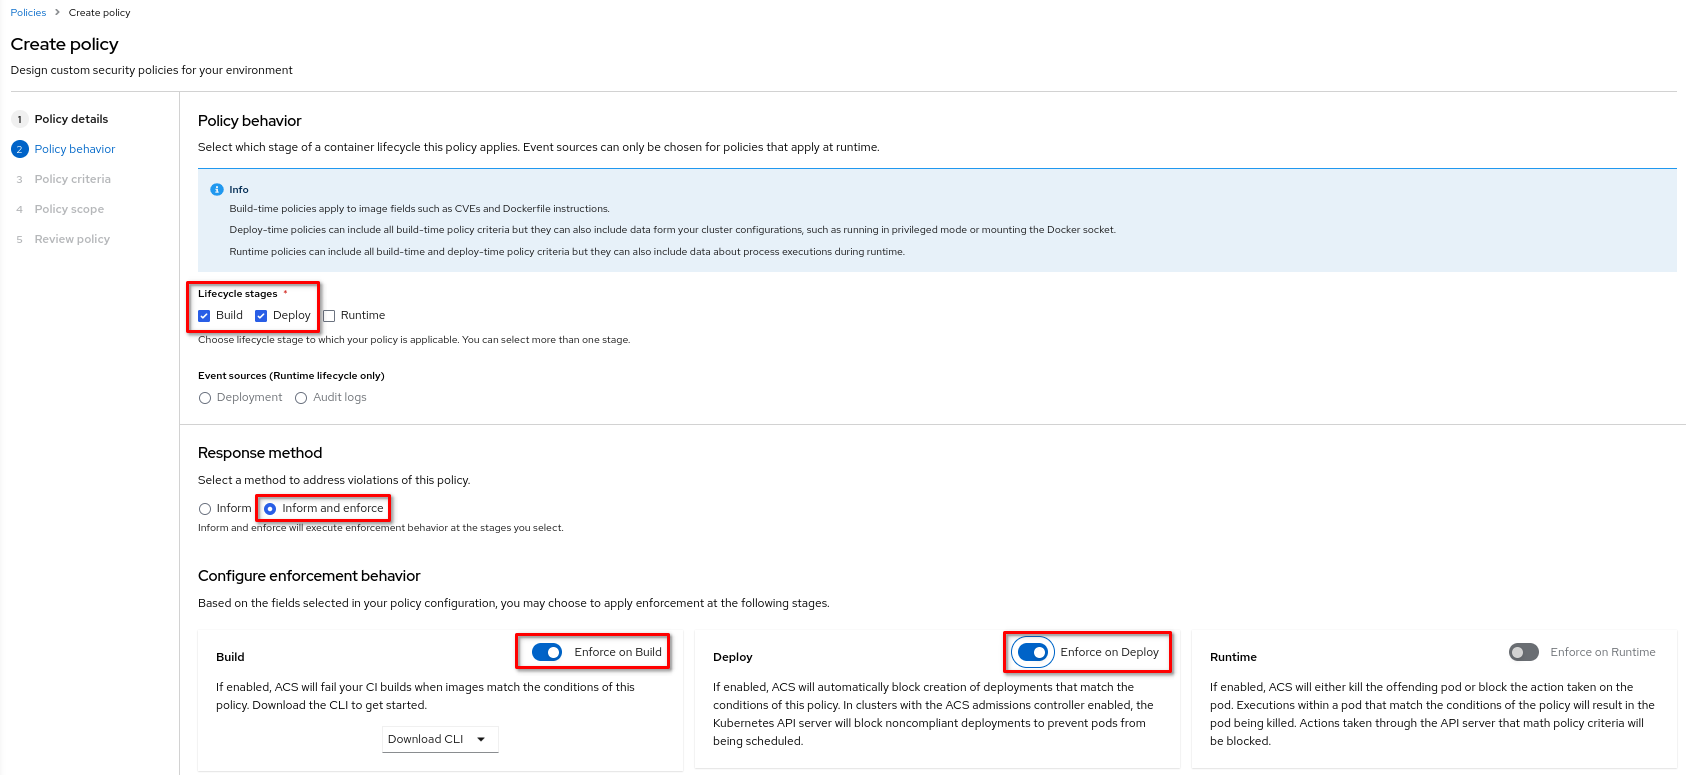 Policies > Create policy
Create policy
Design custom security policies for your environment
1 Policy details
2 Policy behavior
3 Policy criteria
4 Policy scope
5 Review policy
Policy behavior
Select which stage of a container lifecycle this policy applies. Event sources can only be chosen for policies that apply at runtime.
Info
Build-time policies apply to image fields such as CVEs and Dockerfile instructions.
Deploy-time policies can include all build-time policy criteria but they can also include data form your cluster configurations, such as running in privileged mode or mounting the Docker socket.
Runtime policies can include all build-time and deploy-time policy criteria but they can also include data about process executions during runtime.
Lifecycle stages *
Build Deploy Runtime
Choose lifecycle stage to which your policy is applicable. You can select more than one stage.
Event sources (Runtime lifecycle only)
Deployment Audit logs
Response method
Select a method to address violations of this policy.
Inform Inform and enforce
Inform and enforce will execute enforcement behavior at the stages you select.
Configure enforcement behavior
Based on the fields selected in your policy configuration, you may choose to apply enforcement at the following stages.
Build
Enforce on Build
If enabled, ACS will fail your CI builds when images match the conditions of this
policy. Download the CLI to get started.
Download CLI
Deploy
Enforce on Deploy
If enabled, ACS will automatically block creation of deployments that match the
conditions of this policy. In clusters with the ACS admissions controller enabled, the
Kubernetes API server will block noncompliant deployments to prevent pods from
being scheduled.
Runtime
Enforce on Runtime
If enabled, ACS will either kill the offending pod or block the action taken on the
pod. Executions within a pod that match the conditions of the policy will result in the
pod being killed. Actions taken through the API server that math policy criteria will
be blocked.